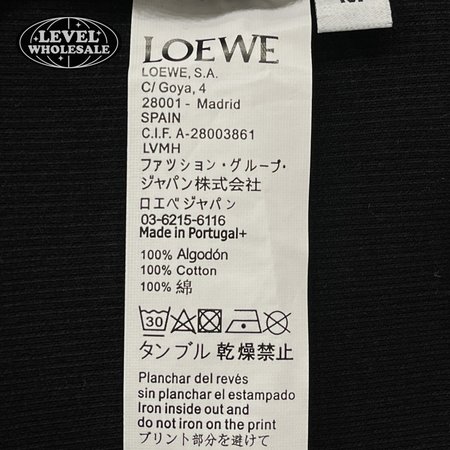 LEVEL
WHOLESALE
LOEWE
LOEWE, S.A.
C/ Goya, 4
28001 - Madrid
SPAIN
C.I.F. A-28003861
LVMH
ファツション・グループ・
ジャパン株式会社
ロエベジャパン
03-6215-6116
Made in Portugal+
100% Algodón
100% Cotton
100% 綿
30
タンブル 乾燥禁止
Planchar del revés
sin planchar el estampado
Iron inside out and
do not iron on the print
プリント部分を避けて